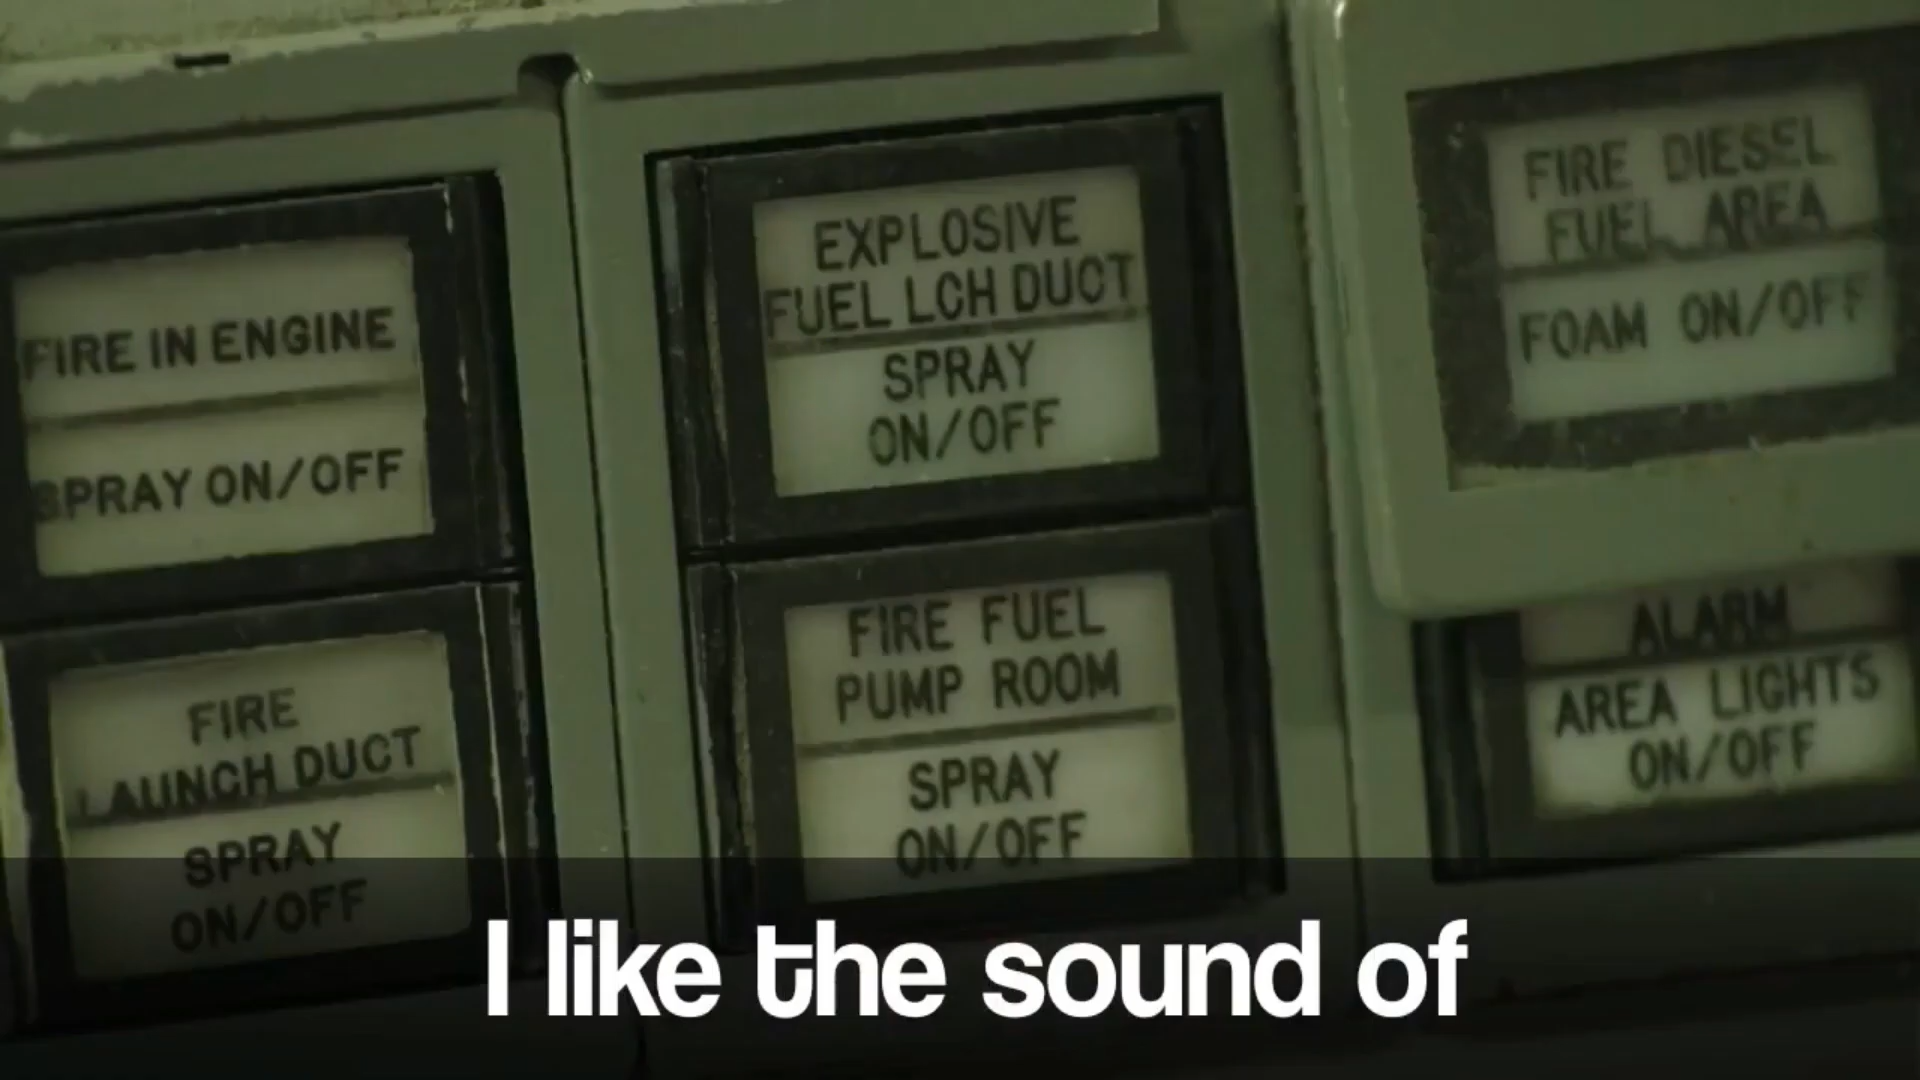 FIRE IN ENGINE
SPRAY ON/OFF
FIRE
LAUNCH DUCT
SPRAY
ON/OFF
EXPLOSIVE
FUEL LCH DUCT
SPRAY
ON/OFF
FIRE FUEL
PUMP ROOM
SPRAY
ON/OFF
FIRE DIESEL
FUEL AREA
FOAM ON/OFF
ALARM
AREA LIGHTS
ON/OFF
I like the sound of